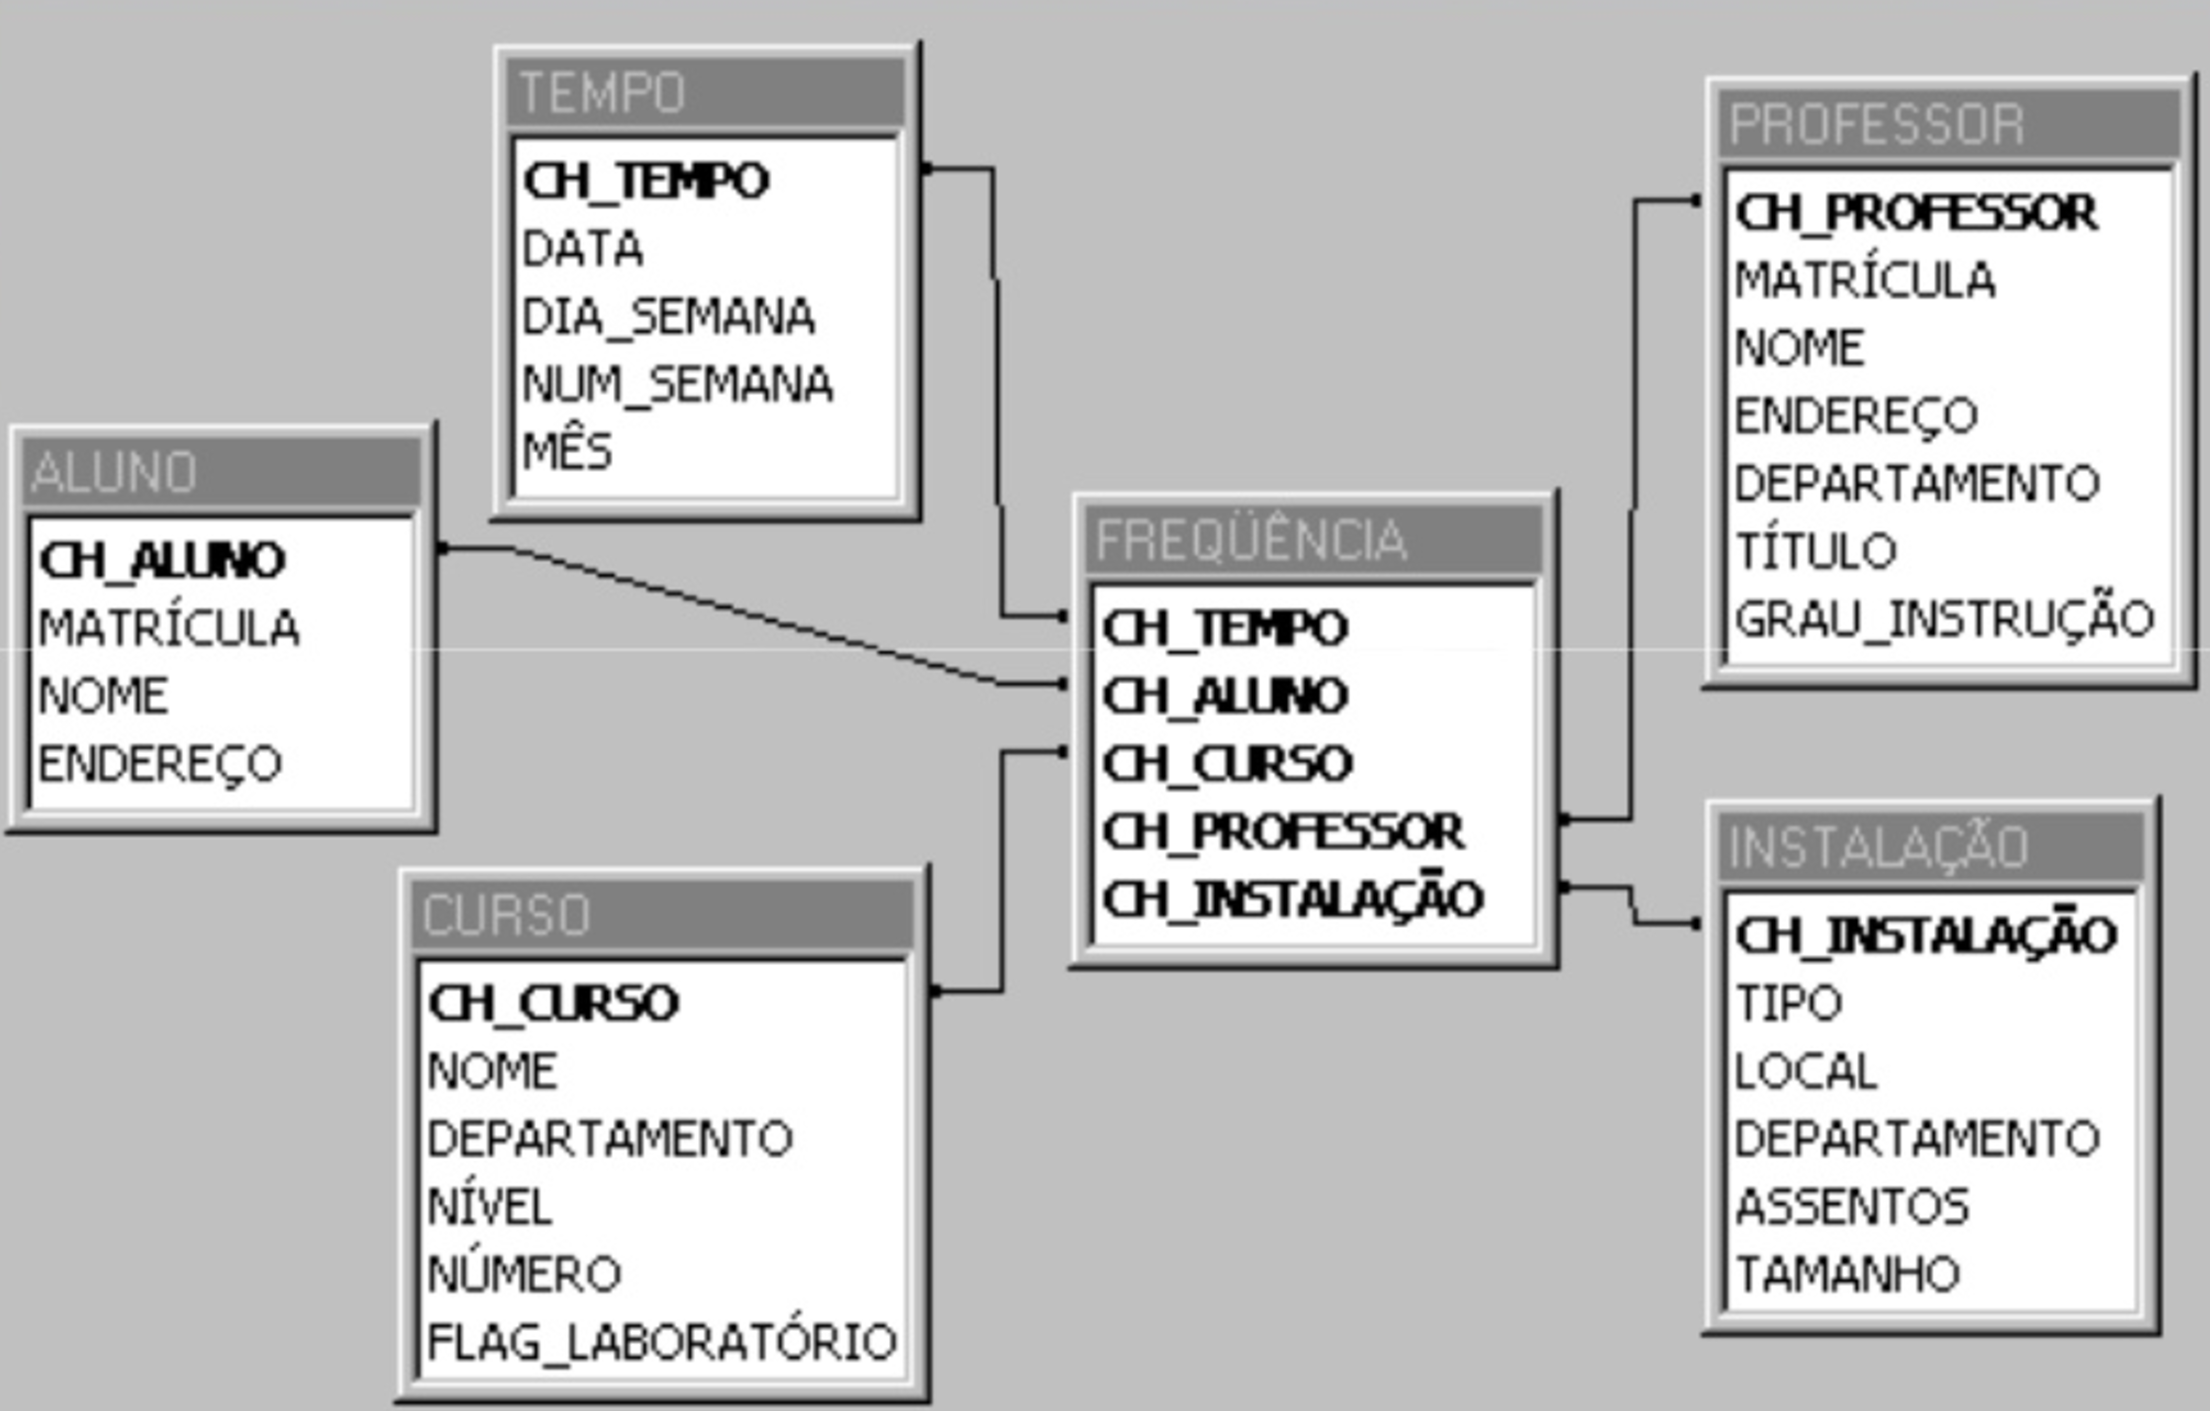 TEMPO
CH_TEMPO
DATA
DIA_SEMANA
NUM_SEMANA
MÊS
PROFESSOR
CH_PROFESSOR
MATRÍCULA
NOME
ENDEREÇO
DEPARTAMENTO
TÍTULO
GRAU_INSTRUÇÃO
ALUNO
CH_ALUNO
MATRÍCULA
NOME
ENDEREÇO
FREQÜÊNCIA
CH_TEMPO
CH_ALUNO
CH_CURSO
CH_PROFESSOR
CH_INSTALAÇÃO
CURSO
CH_CURSO
NOME
DEPARTAMENTO
NÍVEL
NÚMERO
FLAG_LABORATÓRIO
INSTALAÇÃO
CH_INSTALAÇÃO
TIPO
LOCAL
DEPARTAMENTO
ASSENTOS
TAMANHO